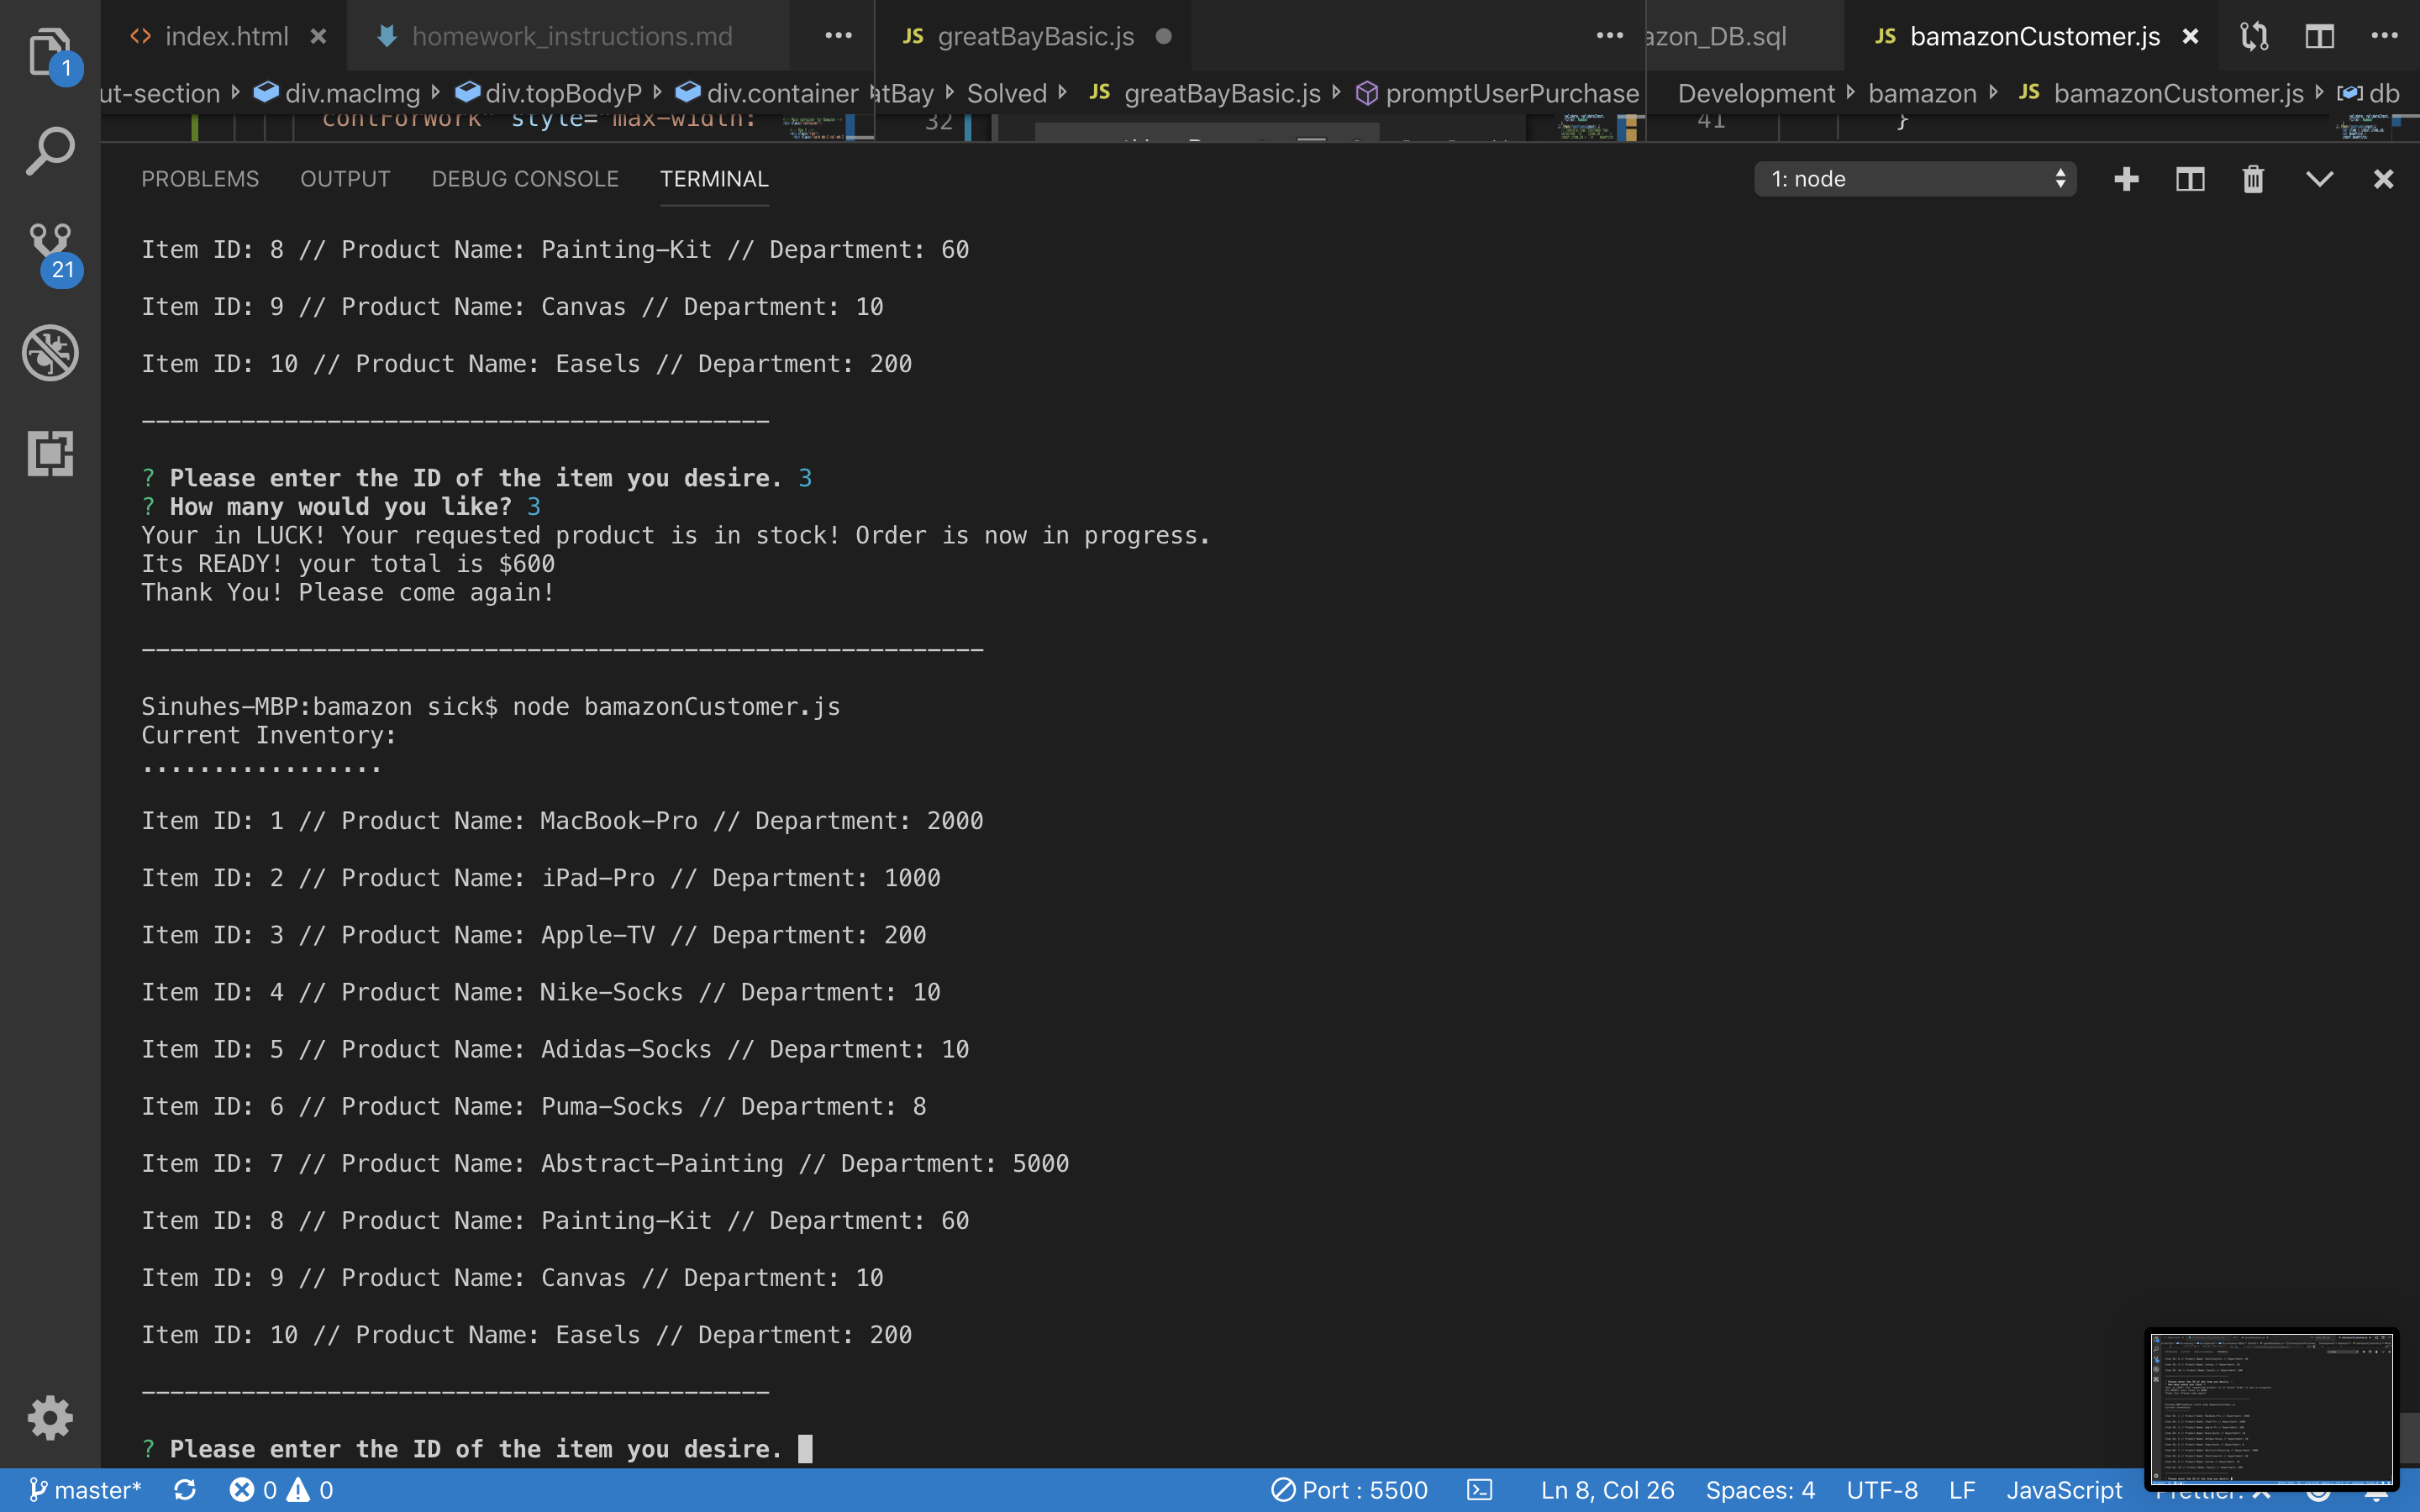 index.html
homework_instructions.md
greatBayBasic.js
azon_DB.sql
bamazonCustomer.js
1
ut-section div.macImg div.topBodyP div.container
atBay Solved JS greatBayBasic.js promptUserPurchase
Development bamazon JS bamazonCustomer.js db
contForWork" style="max-width:
32
41 }
PROBLEMS OUTPUT DEBUG CONSOLE TERMINAL
1: node
21
Item ID: 8 // Product Name: Painting-Kit // Department: 60
Item ID: 9 // Product Name: Canvas // Department: 10
Item ID: 10 // Product Name: Easels // Department: 200
--------------------------------------------
? Please enter the ID of the item you desire. 3
? How many would you like? 3
Your in LUCK! Your requested product is in stock! Order is now in progress.
Its READY! your total is $600
Thank You! Please come again!
-----------------------------------------------------------
Sinuhes-MBP:bamazon sick$ node bamazonCustomer.js
Current Inventory:
.................
Item ID: 1 // Product Name: MacBook-Pro // Department: 2000
Item ID: 2 // Product Name: iPad-Pro // Department: 1000
Item ID: 3 // Product Name: Apple-TV // Department: 200
Item ID: 4 // Product Name: Nike-Socks // Department: 10
Item ID: 5 // Product Name: Adidas-Socks // Department: 10
Item ID: 6 // Product Name: Puma-Socks // Department: 8
Item ID: 7 // Product Name: Abstract-Painting // Department: 5000
Item ID: 8 // Product Name: Painting-Kit // Department: 60
Item ID: 9 // Product Name: Canvas // Department: 10
Item ID: 10 // Product Name: Easels // Department: 200
--------------------------------------------
? Please enter the ID of the item you desire.
master* 0 0 Port : 5500 Ln 8, Col 26 Spaces: 4 UTF-8 LF JavaScript